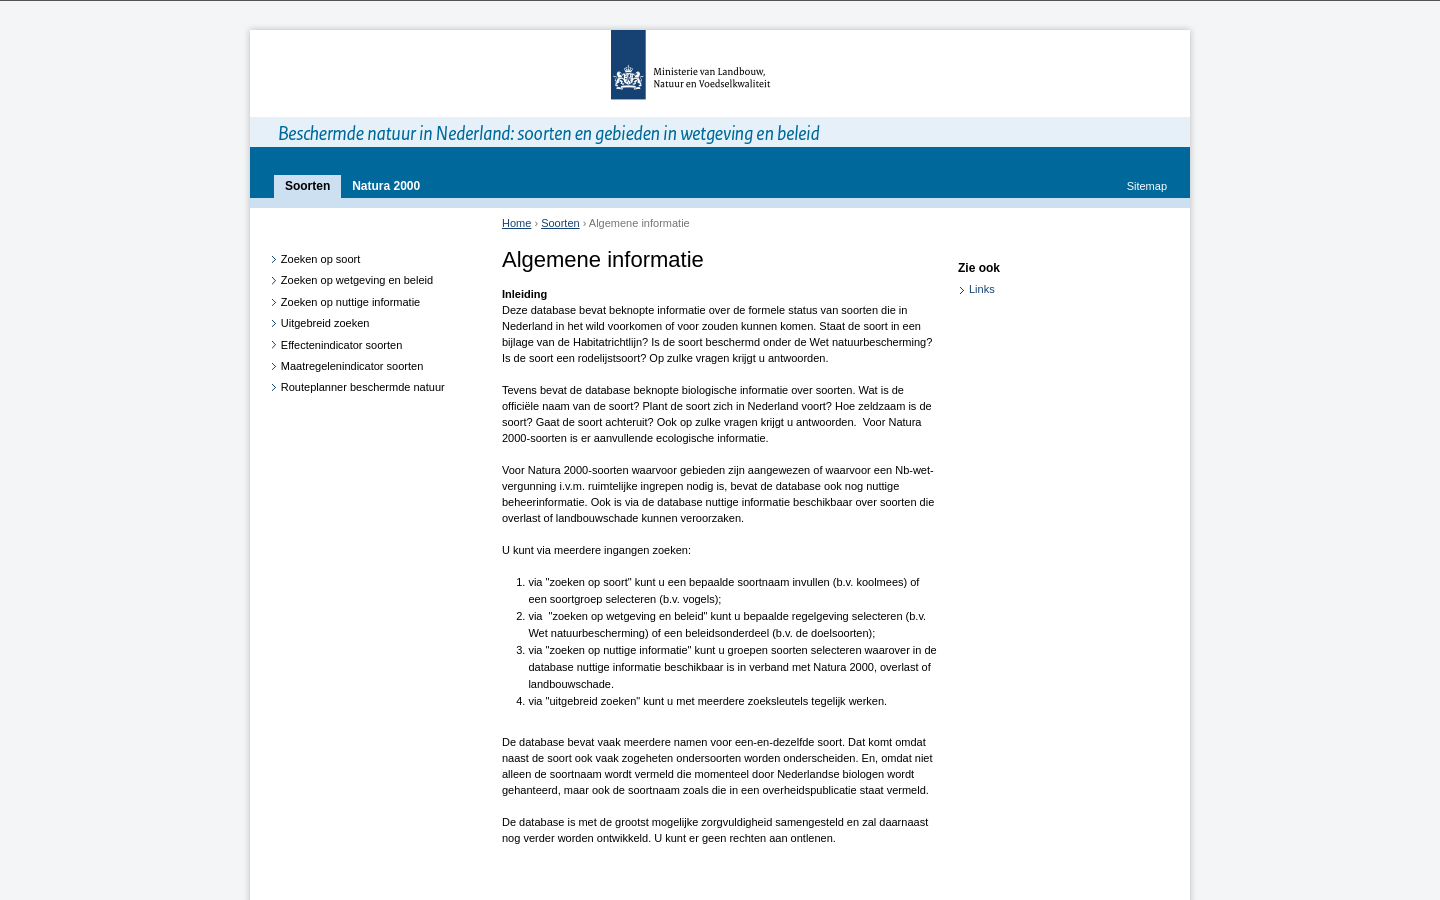 Ministerie van Landbouw,
Natuur en Voedselkwaliteit
Beschermde natuur in Nederland: soorten en gebieden in wetgeving en beleid
Soorten Natura 2000 Sitemap
Home › Soorten › Algemene informatie
Zoeken op soort
Zoeken op wetgeving en beleid
Zoeken op nuttige informatie
Uitgebreid zoeken
Effectenindicator soorten
Maatregelenindicator soorten
Routeplanner beschermde natuur
Algemene informatie
Inleiding
Deze database bevat beknopte informatie over de formele status van soorten die in
Nederland in het wild voorkomen of voor zouden kunnen komen. Staat de soort in een
bijlage van de Habitatrichtlijn? Is de soort beschermd onder de Wet natuurbescherming?
Is de soort een rodelijstsoort? Op zulke vragen krijgt u antwoorden.
Tevens bevat de database beknopte biologische informatie over soorten. Wat is de
officiële naam van de soort? Plant de soort zich in Nederland voort? Hoe zeldzaam is de
soort? Gaat de soort achteruit? Ook op zulke vragen krijgt u antwoorden.  Voor Natura
2000-soorten is er aanvullende ecologische informatie.
Voor Natura 2000-soorten waarvoor gebieden zijn aangewezen of waarvoor een Nb-wet-
vergunning i.v.m. ruimtelijke ingrepen nodig is, bevat de database ook nog nuttige
beheerinformatie. Ook is via de database nuttige informatie beschikbaar over soorten die
overlast of landbouwschade kunnen veroorzaken.
U kunt via meerdere ingangen zoeken:
1. via "zoeken op soort" kunt u een bepaalde soortnaam invullen (b.v. koolmees) of
een soortgroep selecteren (b.v. vogels);
2. via  "zoeken op wetgeving en beleid" kunt u bepaalde regelgeving selecteren (b.v.
Wet natuurbescherming) of een beleidsonderdeel (b.v. de doelsoorten);
3. via "zoeken op nuttige informatie" kunt u groepen soorten selecteren waarover in de
database nuttige informatie beschikbaar is in verband met Natura 2000, overlast of
landbouwschade.
4. via "uitgebreid zoeken" kunt u met meerdere zoeksleutels tegelijk werken.
De database bevat vaak meerdere namen voor een-en-dezelfde soort. Dat komt omdat
naast de soort ook vaak zogeheten ondersoorten worden onderscheiden. En, omdat niet
alleen de soortnaam wordt vermeld die momenteel door Nederlandse biologen wordt
gehanteerd, maar ook de soortnaam zoals die in een overheidspublicatie staat vermeld.
De database is met de grootst mogelijke zorgvuldigheid samengesteld en zal daarnaast
nog verder worden ontwikkeld. U kunt er geen rechten aan ontlenen.
Zie ook
Links